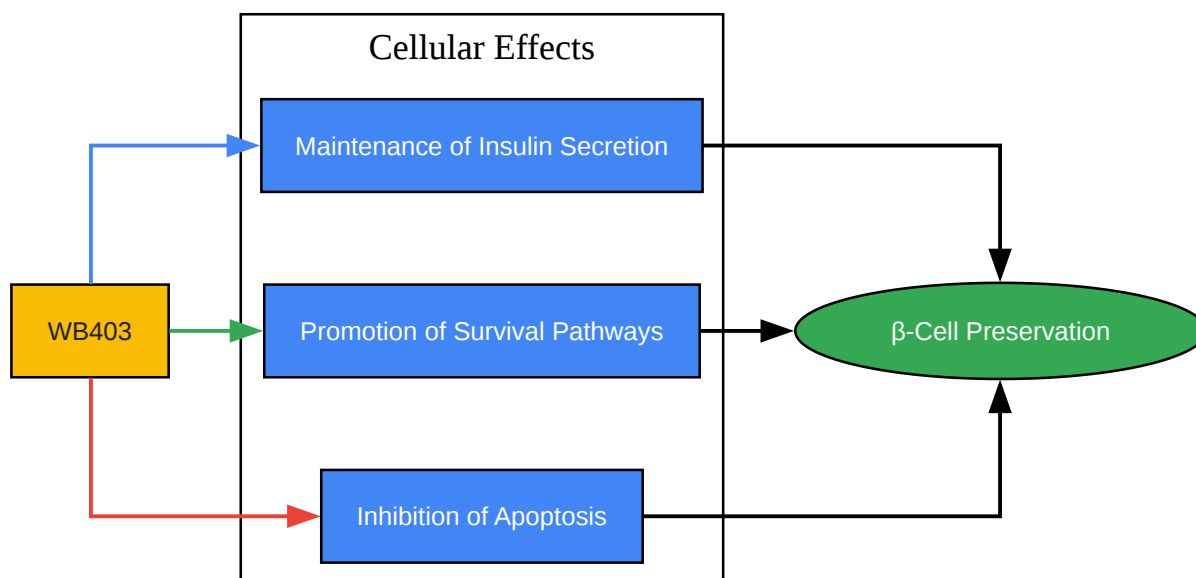 Cellular Effects
Maintenance of Insulin Secretion
WB403
Promotion of Survival Pathways
β-Cell Preservation
Inhibition of Apoptosis